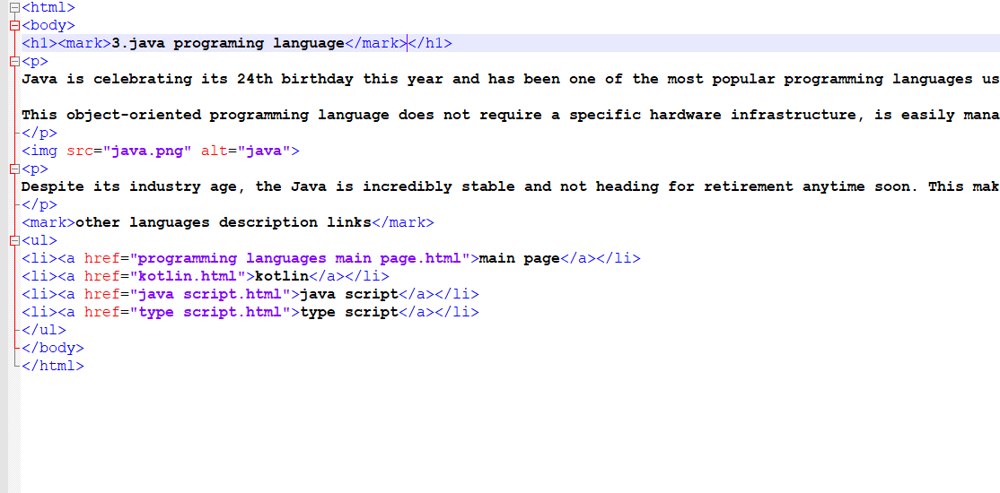 <html>
<body>
<h1><mark>3.java programing language</mark></h1>
<p>
Java is celebrating its 24th birthday this year and has been one of the most popular programming languages us
This object-oriented programming language does not require a specific hardware infrastructure, is easily mana
</p>
<img src="java.png" alt="java">
<p>
Despite its industry age, the Java is incredibly stable and not heading for retirement anytime soon. This mak
</p>
<mark>other languages description links</mark>
<ul>
<li><a href="programming languages main page.html">main page</a></li>
<li><a href="kotlin.html">kotlin</a></li>
<li><a href="java script.html">java script</a></li>
<li><a href="type script.html">type script</a></li>
</ul>
</body>
</html>